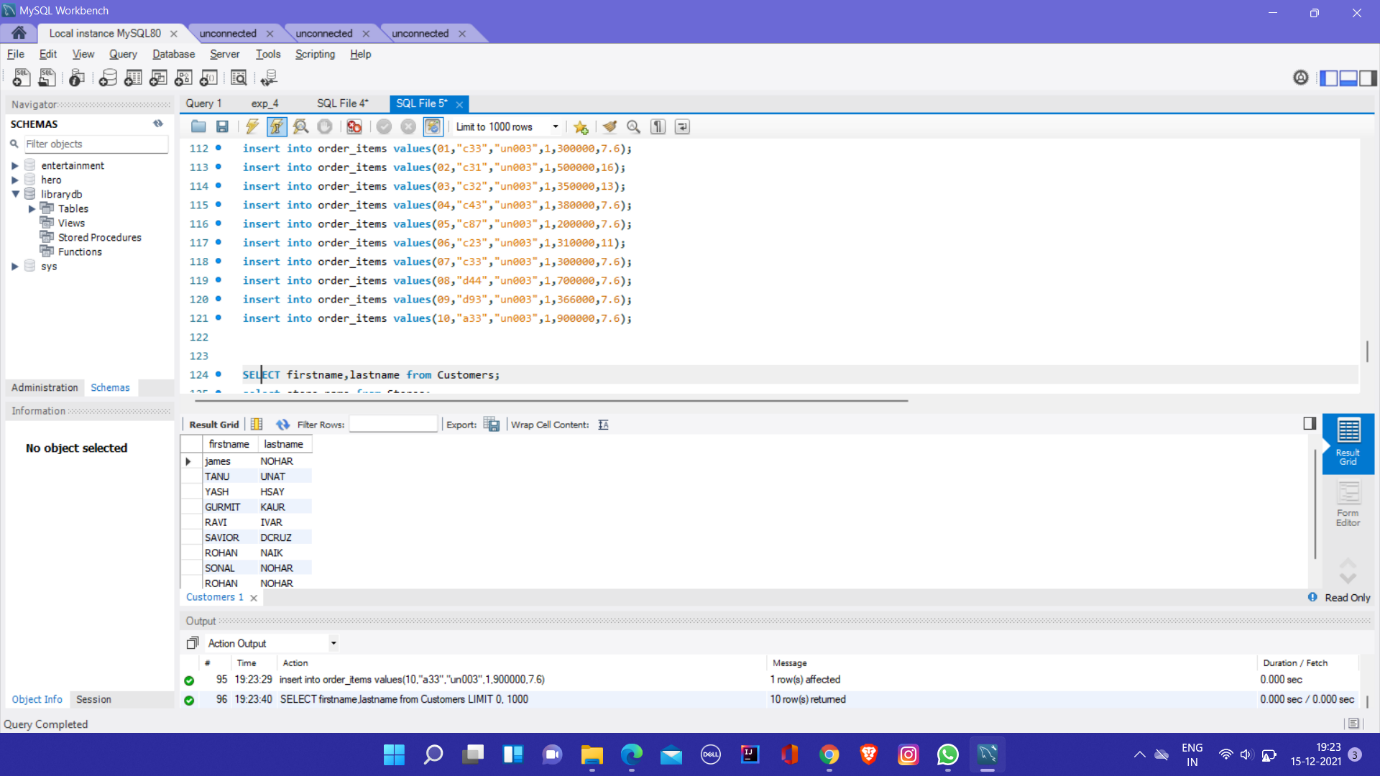 MySQL Workbench
Local instance MySQL80 unconnected unconnected unconnected
File Edit View Query Database Server Tools Scripting Help
Navigator
Query 1 exp_4 SQL File 4* SQL File 5*
SCHEMAS
Limit to 1000 rows
Filter objects
entertainment
hero
librarydb
Tables
Views
Stored Procedures
Functions
sys
112 insert into order_items values(01,"c33","un003",1,300000,7.6);
113 insert into order_items values(02,"c31","un003",1,500000,16);
114 insert into order_items values(03,"c32","un003",1,350000,13);
115 insert into order_items values(04,"c43","un003",1,380000,7.6);
116 insert into order_items values(05,"c87","un003",1,200000,7.6);
117 insert into order_items values(06,"c23","un003",1,310000,11);
118 insert into order_items values(07,"c33","un003",1,300000,7.6);
119 insert into order_items values(08,"d44","un003",1,700000,7.6);
120 insert into order_items values(09,"d93","un003",1,366000,7.6);
121 insert into order_items values(10,"a33","un003",1,900000,7.6);
122
123
124 SELECT firstname,lastname from Customers;
Administration Schemas
Information
No object selected
Result Grid Filter Rows: Export: Wrap Cell Content:
firstname lastname
james NOHAR
TANU UNAT
YASH HSAY
GURMIT KAUR
RAVI IVAR
SAVIOR DCRUZ
ROHAN NAIK
SONAL NOHAR
ROHAN NOHAR
Result
Grid
Form
Editor
Customers 1
Read Only
Output
Action Output
# Time Action Message Duration / Fetch
95 19:23:29 insert into order_items values(10,"a33","un003",1,900000,7.6) 1 row(s) affected 0.000 sec
96 19:23:40 SELECT firstname,lastname from Customers LIMIT 0, 1000 10 row(s) returned 0.000 sec / 0.000 sec
Object Info Session
Query Completed
DELL
IJ
ENG
IN
19:23
15-12-2021
3